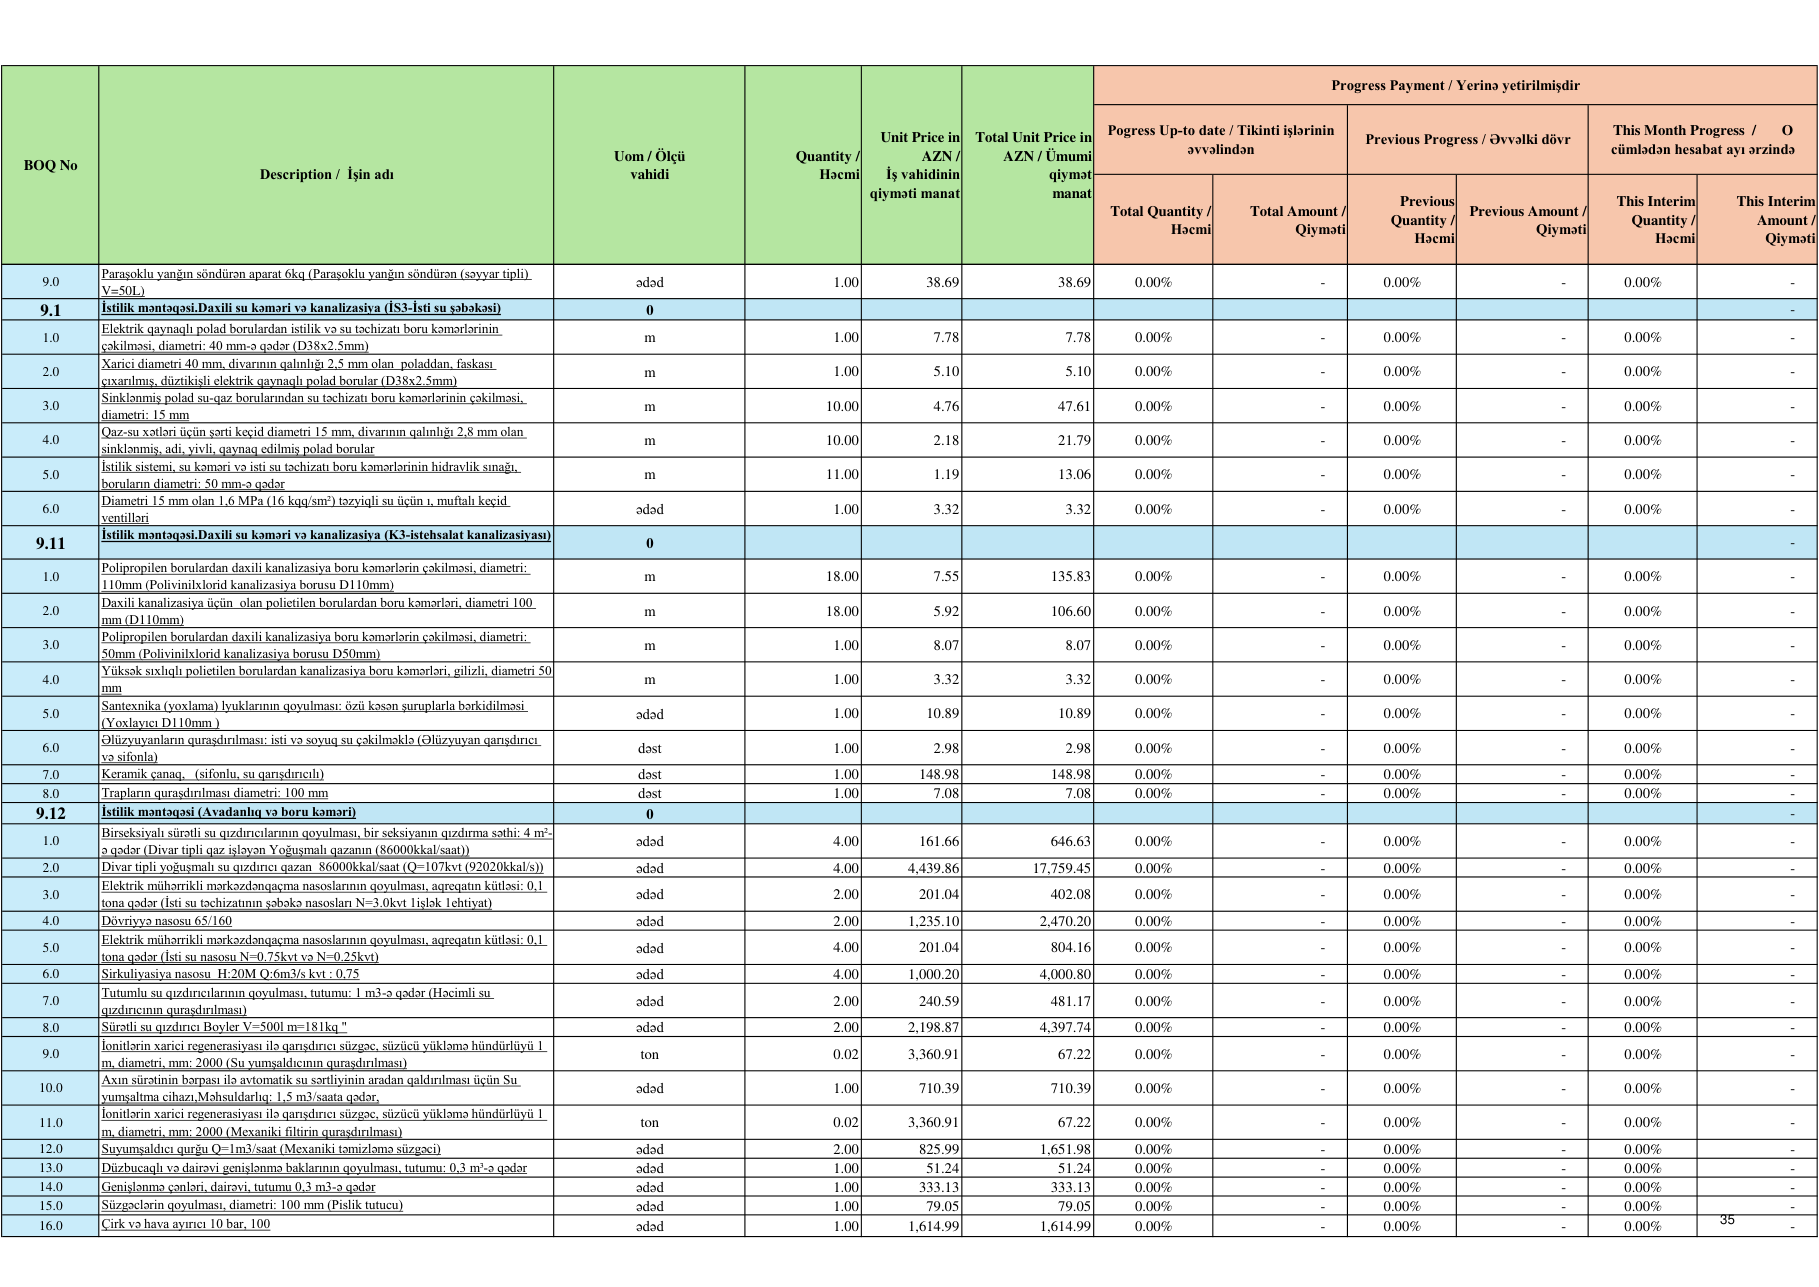 BOQ No
Description / İşin adı
Uom / Ölçü
vahidi
Quantity /
Həcmi
Unit Price in
AZN /
İş vahidinin
qiyməti manat
Total Unit Price in
AZN / Ümumi
qiymət
manat
Progress Payment / Yerinə yetirilmişdir
Pogress Up-to date / Tikinti işlərinin
əvvəlindən
Previous Progress / Əvvəlki dövr
This Month Progress / O
cümlədən hesabat ayı ərzində
Total Quantity /
Həcmi
Total Amount /
Qiyməti
Previous
Quantity /
Həcmi
Previous Amount /
Qiyməti
This Interim
Quantity /
Həcmi
This Interim
Amount /
Qiyməti
9.0 Paraşoklu yanğın söndürən aparat 6kq (Paraşoklu yanğın söndürən (səyyar tipli)
V=50L) ədəd 1.00 38.69 38.69 0.00% - 0.00% - 0.00% -
9.1 İstilik məntəqəsi.Daxili su kəməri və kanalizasiya (İS3-İsti su şəbəkəsi) 0 -
1.0 Elektrik qaynaqlı polad borulardan istilik və su təchizatı boru kəmərlərinin
çəkilməsi, diametri: 40 mm-ə qədər (D38x2.5mm) m 1.00 7.78 7.78 0.00% - 0.00% - 0.00% -
2.0 Xarici diametri 40 mm, divarının qalınlığı 2,5 mm olan poladdan, faskası
çıxarılmış, düztikişli elektrik qaynaqlı polad borular (D38x2.5mm) m 1.00 5.10 5.10 0.00% - 0.00% - 0.00% -
3.0 Sinklənmiş polad su-qaz borularından su təchizatı boru kəmərlərinin çəkilməsi,
diametri: 15 mm m 10.00 4.76 47.61 0.00% - 0.00% - 0.00% -
4.0 Qaz-su xətləri üçün şərti keçid diametri 15 mm, divarının qalınlığı 2,8 mm olan
sinklənmiş, adi, yivli, qaynaq edilmiş polad borular m 10.00 2.18 21.79 0.00% - 0.00% - 0.00% -
5.0 İstilik sistemi, su kəməri və isti su təchizatı boru kəmərlərinin hidravlik sınağı,
boruların diametri: 50 mm-ə qədər m 11.00 1.19 13.06 0.00% - 0.00% - 0.00% -
6.0 Diametri 15 mm olan 1,6 MPa (16 kqq/sm²) təzyiqli su üçün ı, muftalı keçid
ventilləri ədəd 1.00 3.32 3.32 0.00% - 0.00% - 0.00% -
9.11 İstilik məntəqəsi.Daxili su kəməri və kanalizasiya (K3-istehsalat kanalizasiyası) 0 -
1.0 Polipropilen borulardan daxili kanalizasiya boru kəmərlərin çəkilməsi, diametri:
110mm (Polivinilxlorid kanalizasiya borusu D110mm) m 18.00 7.55 135.83 0.00% - 0.00% - 0.00% -
2.0 Daxili kanalizasiya üçün olan polietilen borulardan boru kəmərləri, diametri 100
mm (D110mm) m 18.00 5.92 106.60 0.00% - 0.00% - 0.00% -
3.0 Polipropilen borulardan daxili kanalizasiya boru kəmərlərin çəkilməsi, diametri:
50mm (Polivinilxlorid kanalizasiya borusu D50mm) m 1.00 8.07 8.07 0.00% - 0.00% - 0.00% -
4.0 Yüksək sıxlıqlı polietilen borulardan kanalizasiya boru kəmərləri, gilizli, diametri 50
mm m 1.00 3.32 3.32 0.00% - 0.00% - 0.00% -
5.0 Santexnika (yoxlama) lyuklarının qoyulması: özü kəsən şuruplarla bərkidilməsi
(Yoxlayıcı D110mm ) ədəd 1.00 10.89 10.89 0.00% - 0.00% - 0.00% -
6.0 Əlüzyuyanların quraşdırılması: isti və soyuq su çəkilməklə (Əlüzyuyan qarışdırıcı
və sifonla) dəst 1.00 2.98 2.98 0.00% - 0.00% - 0.00% -
7.0 Keramik çanaq, (sifonlu, su qarışdırıcılı) dəst 1.00 148.98 148.98 0.00% - 0.00% - 0.00% -
8.0 Trapların quraşdırılması diametri: 100 mm dəst 1.00 7.08 7.08 0.00% - 0.00% - 0.00% -
9.12 İstilik məntəqəsi (Avadanlıq və boru kəməri) 0 -
1.0 Birseksiyalı sürətli su qızdırıcılarının qoyulması, bir seksiyanın qızdırma səthi: 4 m²-
ə qədər (Divar tipli qaz işləyən Yoğuşmalı qazanın (86000kkal/saat)) ədəd 4.00 161.66 646.63 0.00% - 0.00% - 0.00% -
2.0 Divar tipli yoğuşmalı su qızdırıcı qazan 86000kkal/saat (Q=107kvt (92020kkal/s)) ədəd 4.00 4,439.86 17,759.45 0.00% - 0.00% - 0.00% -
3.0 Elektrik mühərrikli mərkəzdənqaçma nasoslarının qoyulması, aqreqatın kütləsi: 0,1
tona qədər (İsti su təchizatının şəbəkə nasosları N=3.0kvt 1işlək 1ehtiyat) ədəd 2.00 201.04 402.08 0.00% - 0.00% - 0.00% -
4.0 Dövriyyə nasosu 65/160 ədəd 2.00 1,235.10 2,470.20 0.00% - 0.00% - 0.00% -
5.0 Elektrik mühərrikli mərkəzdənqaçma nasoslarının qoyulması, aqreqatın kütləsi: 0,1
tona qədər (İsti su nasosu N=0.75kvt və N=0.25kvt) ədəd 4.00 201.04 804.16 0.00% - 0.00% - 0.00% -
6.0 Sirkuliyasiya nasosu H:20M Q:6m3/s kvt : 0,75 ədəd 4.00 1,000.20 4,000.80 0.00% - 0.00% - 0.00% -
7.0 Tutumlu su qızdırıcılarının qoyulması, tutumu: 1 m3-ə qədər (Həcimli su
qızdırıcının quraşdırılması) ədəd 2.00 240.59 481.17 0.00% - 0.00% - 0.00% -
8.0 Sürətli su qızdırıcı Boyler V=500l m=181kq " ədəd 2.00 2,198.87 4,397.74 0.00% - 0.00% - 0.00% -
9.0 İonitlərin xarici regenerasiyası ilə qarışdırıcı süzgəc, süzücü yükləmə hündürlüyü 1
m, diametri, mm: 2000 (Su yumşaldıcının quraşdırılması) ton 0.02 3,360.91 67.22 0.00% - 0.00% - 0.00% -
10.0 Axın sürətinin bərpası ilə avtomatik su sərtliyinin aradan qaldırılması üçün Su
yumşaltma cihazı,Məhsuldarlıq: 1,5 m3/saata qədər, ədəd 1.00 710.39 710.39 0.00% - 0.00% - 0.00% -
11.0 İonitlərin xarici regenerasiyası ilə qarışdırıcı süzgəc, süzücü yükləmə hündürlüyü 1
m, diametri, mm: 2000 (Mexaniki filtirin quraşdırılması) ton 0.02 3,360.91 67.22 0.00% - 0.00% - 0.00% -
12.0 Suyumşaldıcı qurğu Q=1m3/saat (Mexaniki təmizləmə süzgəci) ədəd 2.00 825.99 1,651.98 0.00% - 0.00% - 0.00% -
13.0 Düzbucaqlı və dairəvi genişlənmə baklarının qoyulması, tutumu: 0,3 m³-ə qədər ədəd 1.00 51.24 51.24 0.00% - 0.00% - 0.00% -
14.0 Genişlənmə çənləri, dairəvi, tutumu 0,3 m3-ə qədər ədəd 1.00 333.13 333.13 0.00% - 0.00% - 0.00% -
15.0 Süzgəclərin qoyulması, diametri: 100 mm (Pislik tutucu) ədəd 1.00 79.05 79.05 0.00% - 0.00% - 0.00% -
16.0 Çirk və hava ayırıcı 10 bar, 100 ədəd 1.00 1,614.99 1,614.99 0.00% - 0.00% - 0.00% -
35